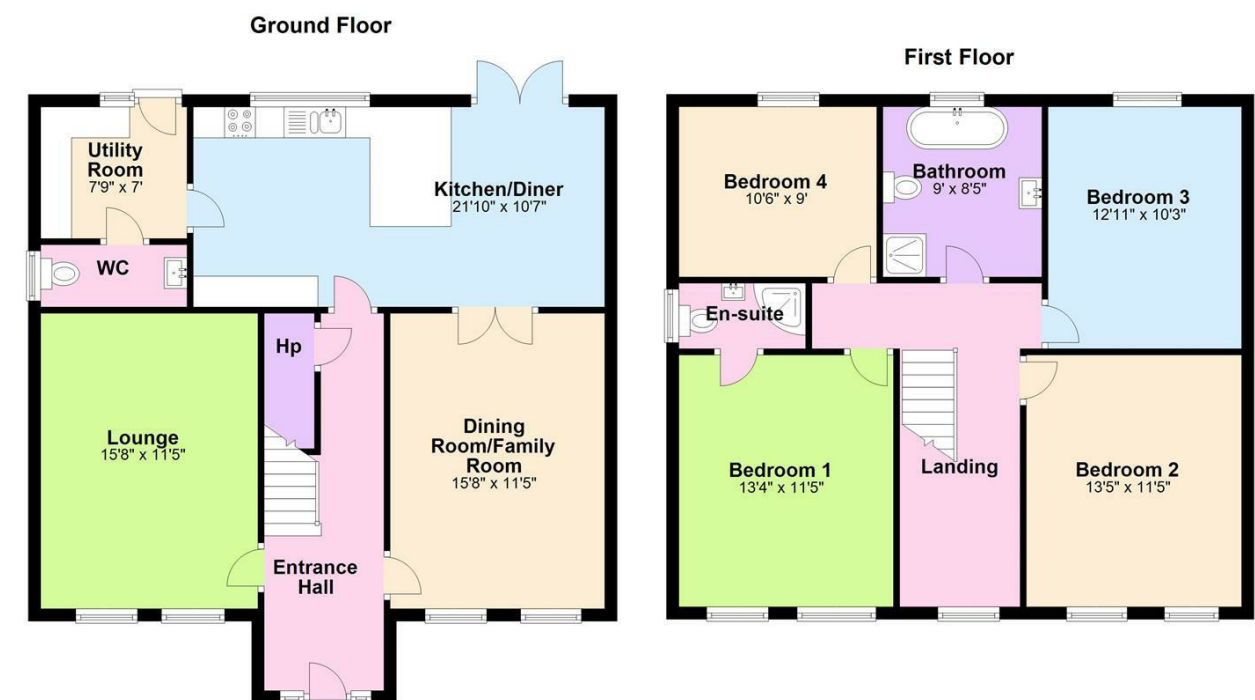 Ground Floor
Utility
Room
7'9" x 7'
WC
Kitchen/Diner
21'10" x 10'7"
Hp
Lounge
15'8" x 11'5"
Dining
Room/Family
Room
15'8" x 11'5"
Entrance
Hall
First Floor
Bedroom 4
10'6" x 9'
Bathroom
9' x 8'5"
Bedroom 3
12'11" x 10'3"
En-suite
Bedroom 1
13'4" x 11'5"
Landing
Bedroom 2
13'5" x 11'5"